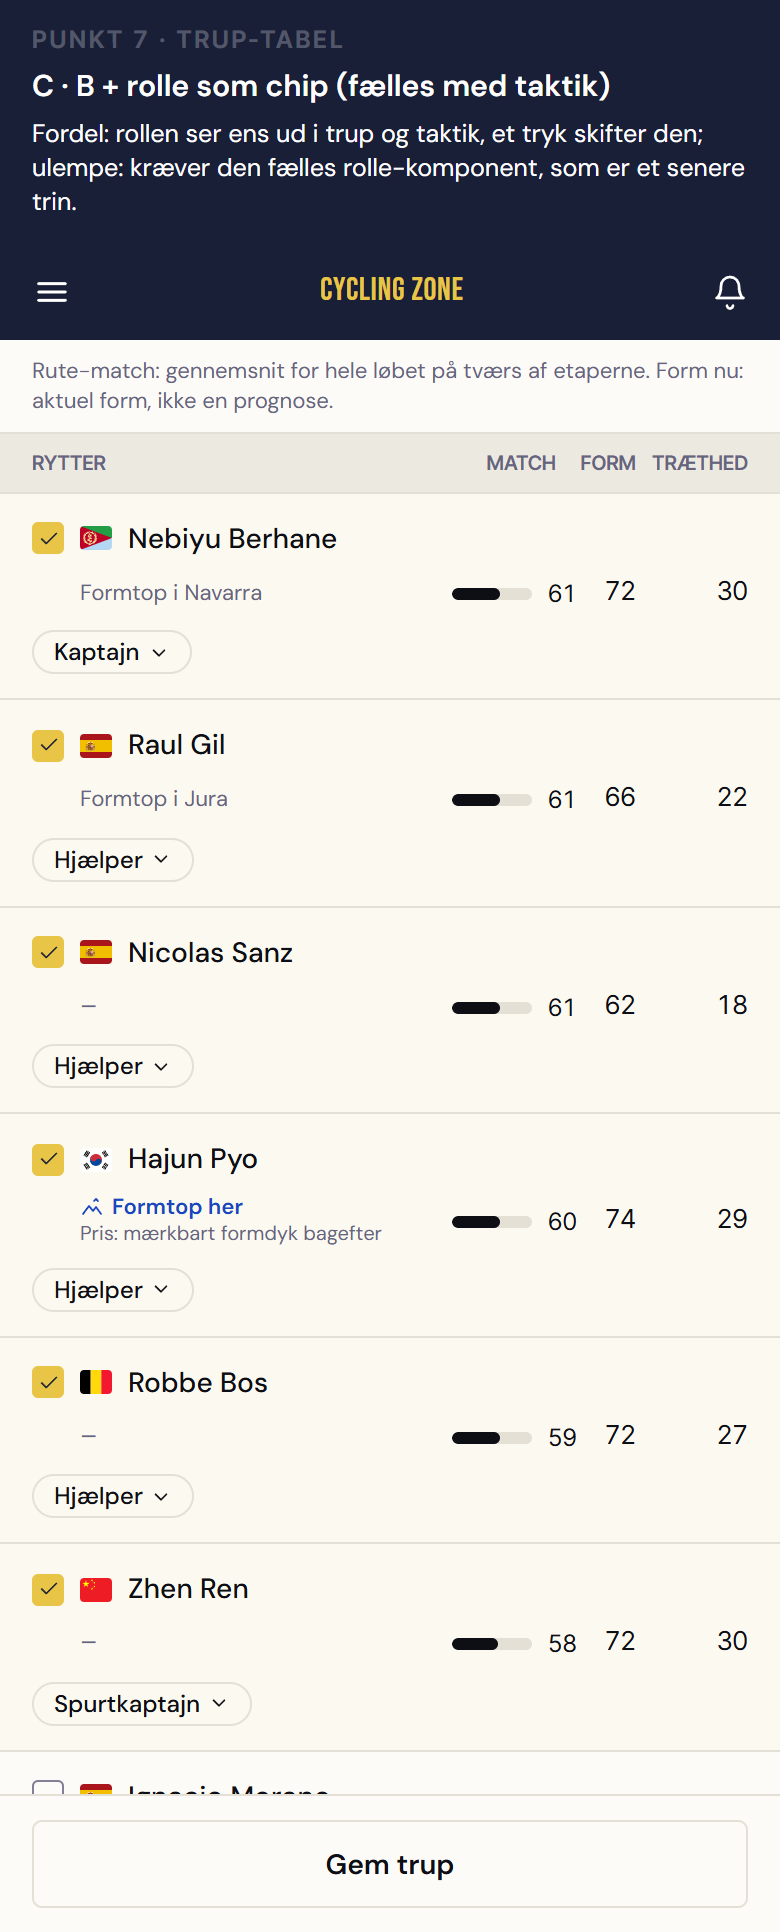 PUNKT 7 · TRUP-TABEL
C · B + rolle som chip (fælles med taktik)
Fordel: rollen ser ens ud i trup og taktik, et tryk skifter den;
ulempe: kræver den fælles rolle-komponent, som er et senere
trin.
CYCLING ZONE
Rute-match: gennemsnit for hele løbet på tværs af etaperne. Form nu:
aktuel form, ikke en prognose.
RYTTER MATCH FORM TRÆTHED
Nebiyu Berhane
Formtop i Navarra 61 72 30
Kaptajn
Raul Gil
Formtop i Jura 61 66 22
Hjælper
Nicolas Sanz
– 61 62 18
Hjælper
Hajun Pyo
Formtop her
Pris: mærkbart formdyk bagefter 60 74 29
Hjælper
Robbe Bos
– 59 72 27
Hjælper
Zhen Ren
– 58 72 30
Spurtkaptajn
Gem trup